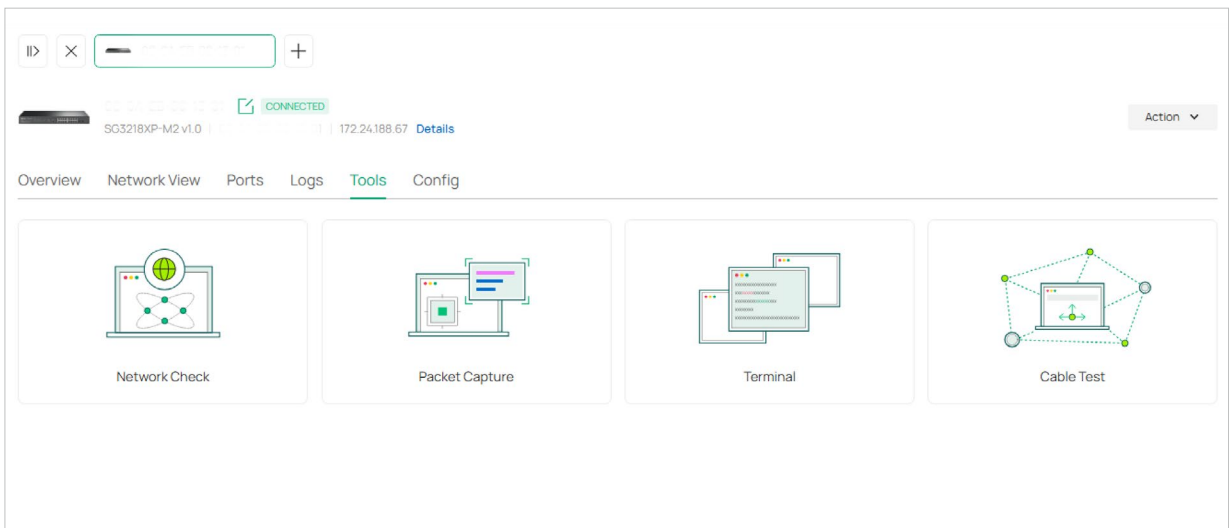 CONNECTED
SG3218XP-M2 v1.0 | | 172.24.188.67 Details
Action
Overview Network View Ports Logs Tools Config
Network Check Packet Capture Terminal Cable Test